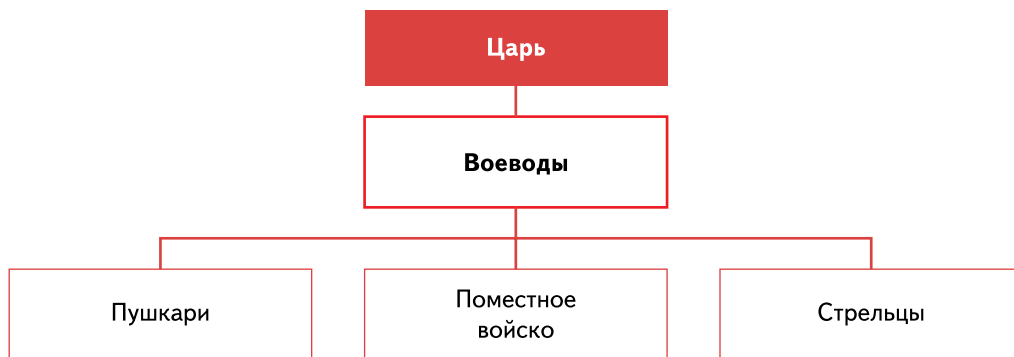 Царь
Воеводы
Пушкари
Поместное
войско
Стрельцы